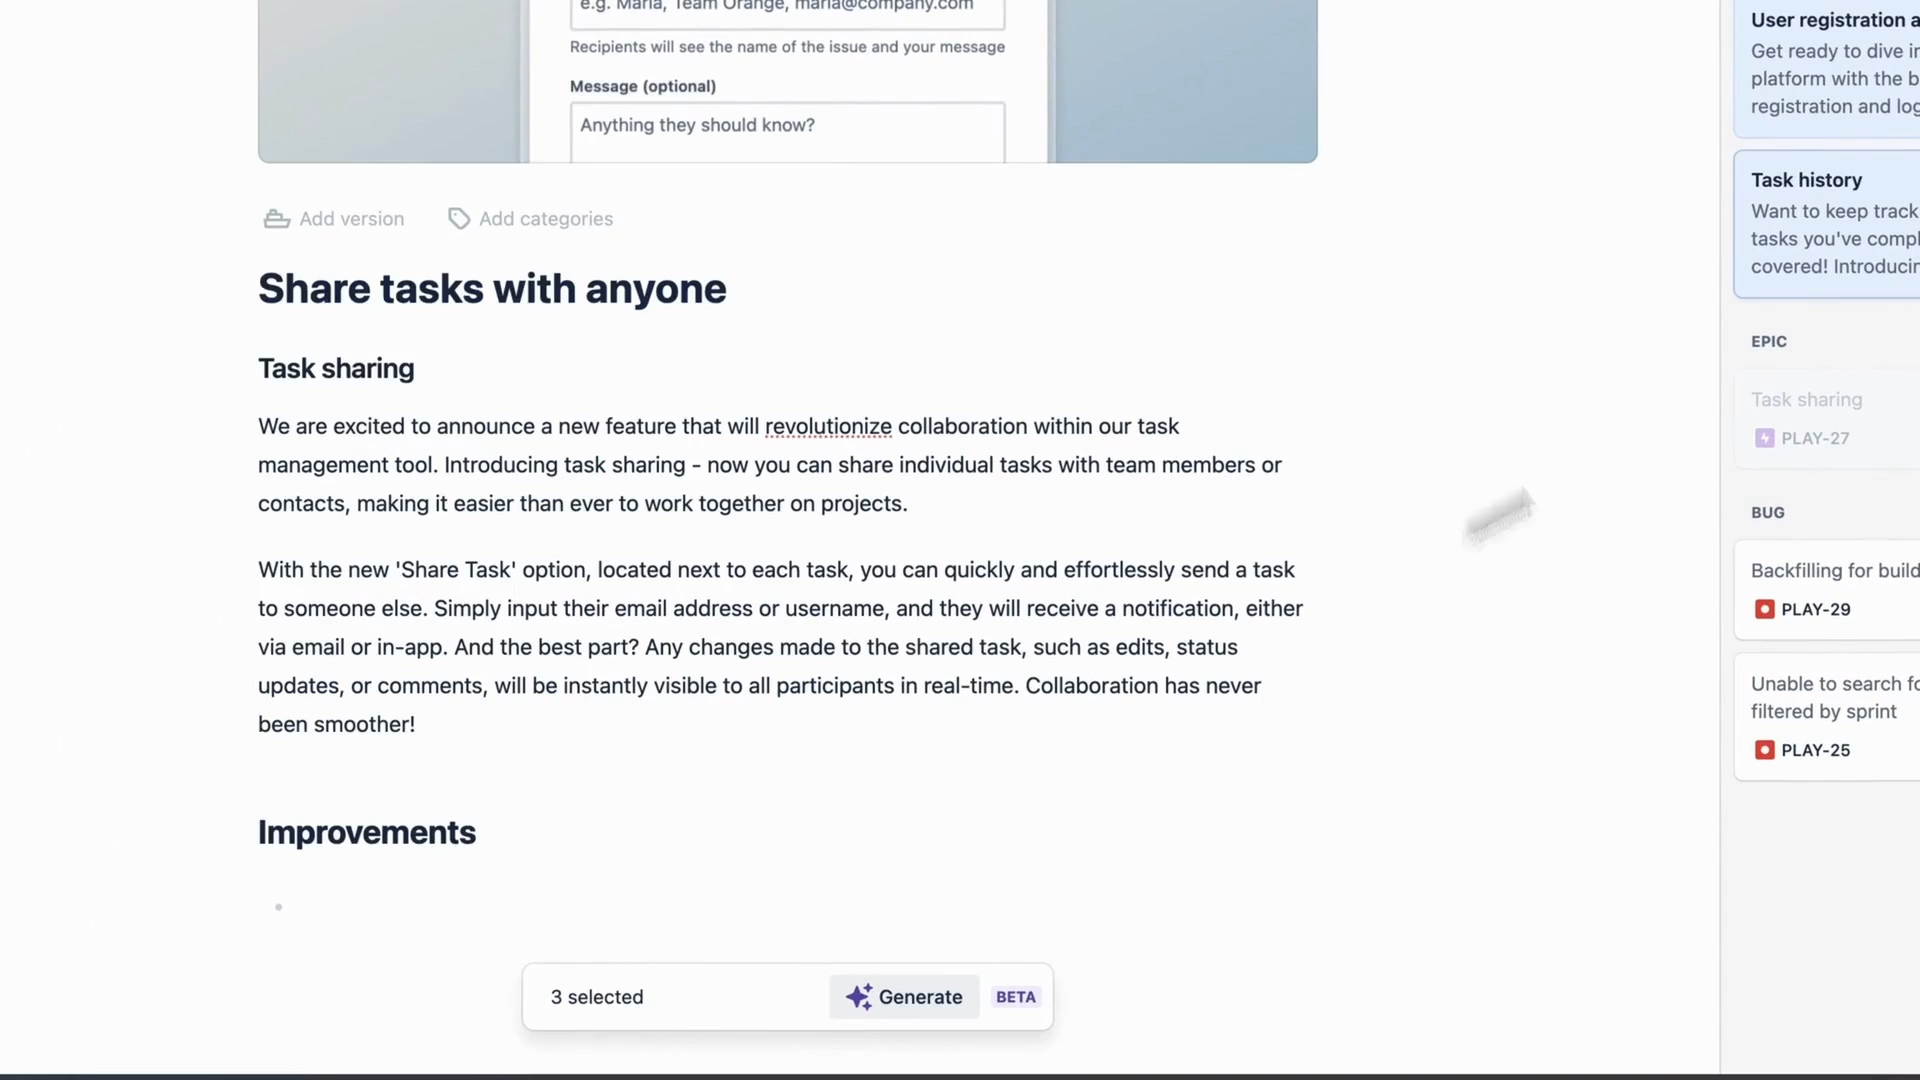 e.g. Maria, Team Orange, maria@company.com
Recipients will see the name of the issue and your message
Message (optional)
Anything they should know?
Add version
Add categories
Share tasks with anyone
Task sharing
We are excited to announce a new feature that will revolutionize collaboration within our task
management tool. Introducing task sharing - now you can share individual tasks with team members or
contacts, making it easier than ever to work together on projects.
With the new 'Share Task' option, located next to each task, you can quickly and effortlessly send a task
to someone else. Simply input their email address or username, and they will receive a notification, either
via email or in-app. And the best part? Any changes made to the shared task, such as edits, status
updates, or comments, will be instantly visible to all participants in real-time. Collaboration has never
been smoother!
Improvements
3 selected
Generate
BETA
User registration
Get ready to dive
platform with the
registration and
Task history
Want to keep track
tasks you've
covered!
EPIC
Task sharing
PLAY-27
BUG
Backfilling for
PLAY-29
Unable to search
filtered by sprint
PLAY-25